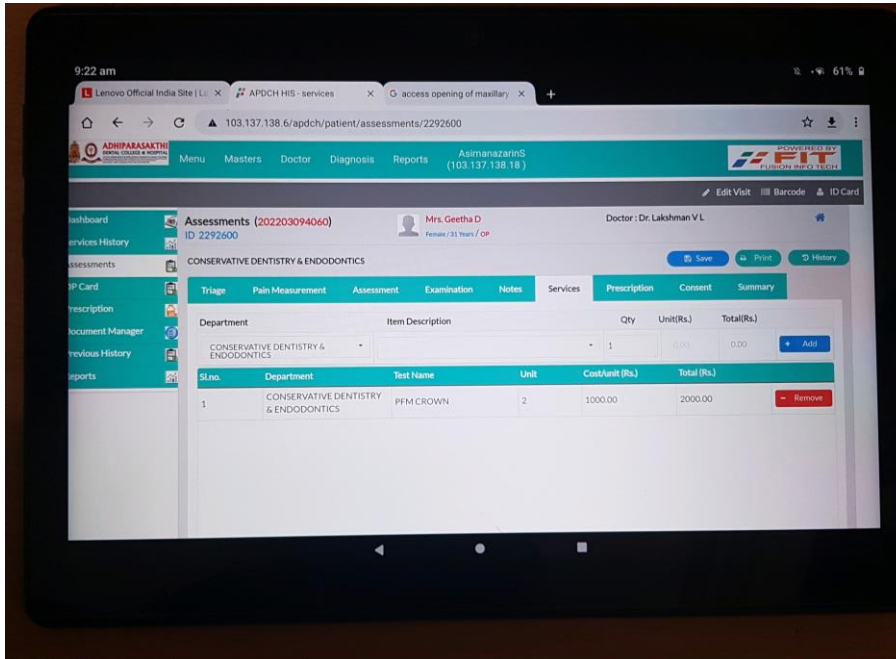 9:22 am
61%
Lenovo Official India Site | L
APDCH HIS - services
G access opening of maxillary
103.137.138.6/apdch/patient/assessments/2292600
ADHIPARASAKTHI
DENTAL COLLEGE & HOSPITAL
Menu Masters Doctor Diagnosis Reports AsimanazarinS
(103.137.138.18 )
POWERED BY
FIT
FUSION INFO TECH
Edit Visit Barcode ID Card
dashboard
ervices History
ssessments
P Card
rescription
ocument Manager
revious History
eports
Assessments (202203094060)
ID 2292600
Mrs. Geetha D
Female / 31 Years / OP
Doctor : Dr. Lakshman V L
CONSERVATIVE DENTISTRY & ENDODONTICS
Save Print History
Triage Pain Measurement Assessment Examination Notes Services Prescription Consent Summary
Department Item Description Qty Unit(Rs.) Total(Rs.)
CONSERVATIVE DENTISTRY &
ENDODONTICS
1 0.00 0.00 + Add
Sl.no. Department Test Name Unit Cost/unit (Rs.) Total (Rs.)
1 CONSERVATIVE DENTISTRY
& ENDODONTICS
PFM CROWN 2 1000.00 2000.00 - Remove